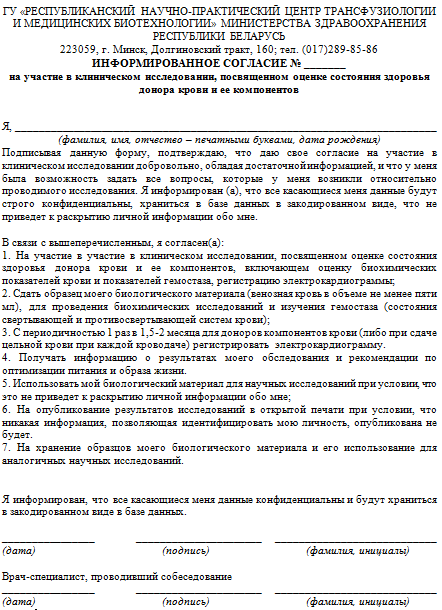 ГУ «РЕСПУБЛИКАНСКИЙ НАУЧНО-ПРАКТИЧЕСКИЙ ЦЕНТР ТРАНСФУЗИОЛОГИИ
И МЕДИЦИНСКИХ БИОТЕХНОЛОГИИ» МИНИСТЕРСТВА ЗДРАВООХРАНЕНИЯ
РЕСПУБЛИКИ БЕЛАРУСЬ
223059, г. Минск, Долгиновский тракт, 160; тел. (017)289-85-86
ИНФОРМИРОВАННОЕ СОГЛАСИЕ № _______
на участие в клиническом исследовании, посвященном оценке состояния здоровья
донора крови и ее компонентов
Я, _______________________________________________
(фамилия, имя, отчество – печатными буквами, дата рождения)
Подписывая данную форму, подтверждаю, что даю свое согласие на участие в
клиническом исследовании добровольно, обладая достаточной информацией, и что у меня
была возможность задать все вопросы, которые у меня возникли относительно
проводимого исследования. Я информирован (а), что все касающиеся меня данные будут
строго конфиденциальны, храниться в базе данных в закодированном виде, что не
приведет к раскрытию личной информации обо мне.
В связи с вышеперечисленным, я согласен(а):
1. На участие в участие в клиническом исследовании, посвященном оценке состояния
здоровья донора крови и ее компонентов, включающем оценку биохимических
показателей крови и показателей гемостаза, регистрацию электрокардиограммы;
2. Сдать образец моего биологического материала (венозная кровь в объеме не менее пяти
мл), для проведения биохимических исследований и изучения гемостаза (состояния
свертывающей и противосвертывающей систем крови);
3. С периодичностью 1 раз в 1,5-2 месяца для доноров компонентов крови (либо при сдаче
цельной крови при каждой кроводаче) регистрировать электрокардиограмму.
4. Получать информацию о результатах моего обследования и рекомендации по
оптимизации питания и образа жизни.
5. Использовать мой биологический материал для научных исследований при условии, что
это не приведет к раскрытию личной информации обо мне;
6. На опубликование результатов исследований в открытой печати при условии, что
никакая информация, позволяющая идентифицировать мою личность, опубликована не
будет.
7. На хранение образцов моего биологического материала и его использование для
аналогичных научных исследований.
Я информирован, что все касающиеся меня данные конфиденциальны и будут храниться
в закодированном виде в базе данных.
(дата) (подпись) (фамилия, инициалы)
Врач-специалист, проводивший собеседование
(дата) (подпись) (фамилия, инициалы)